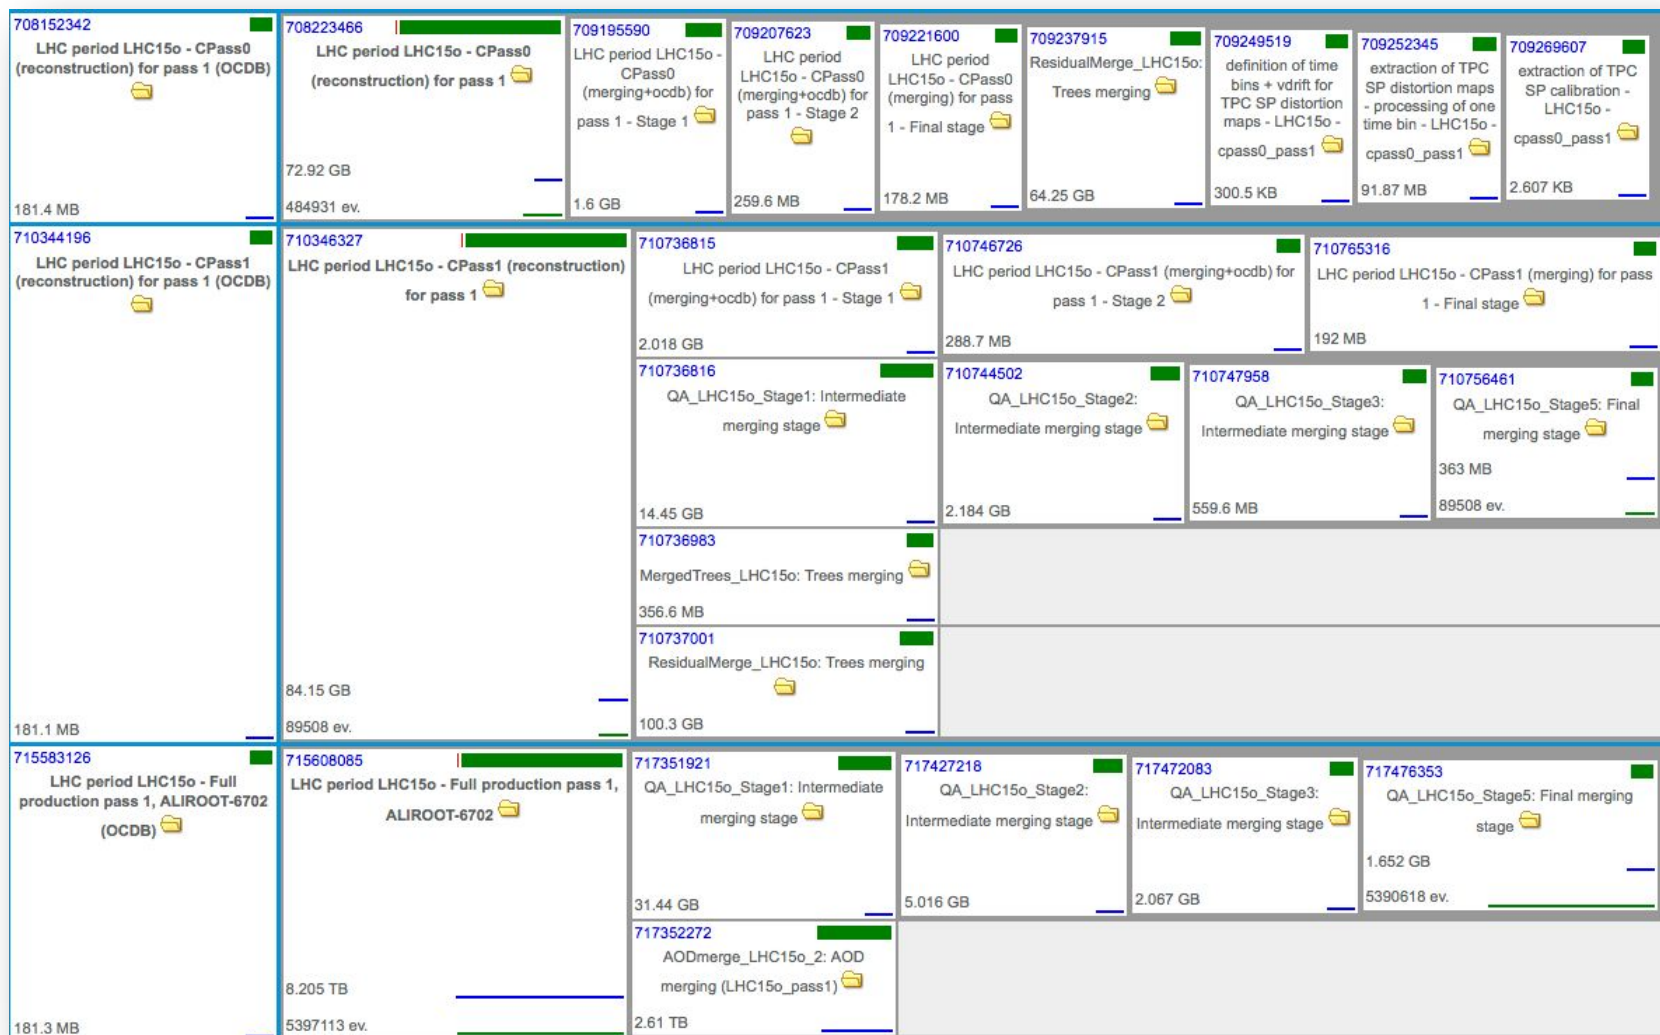 708152342
LHC period LHC15o - CPass0
(reconstruction) for pass 1 (OCDB)
181.4 MB
708223466
LHC period LHC15o - CPass0
(reconstruction) for pass 1
72.92 GB
484931 ev.
709195590
LHC period LHC15o -
CPass0
(merging+ocdb) for
pass 1 - Stage 1
1.6 GB
709207623
LHC period
LHC15o - CPass0
(merging+ocdb) for
pass 1 - Stage 2
259.6 MB
709221600
LHC period
LHC15o - CPass0
(merging) for pass
1 - Final stage
178.2 MB
709237915
ResidualMerge_LHC15o:
Trees merging
64.25 GB
709249519
definition of time
bins + vdrift for
TPC SP distortion
maps - LHC15o -
cpass0_pass1
300.5 KB
709252345
extraction of TPC
SP distortion maps
- processing of one
time bin - LHC15o -
cpass0_pass1
91.87 MB
709269607
extraction of TPC
SP calibration -
LHC15o -
cpass0_pass1
2.607 KB
710344196
LHC period LHC15o - CPass1
(reconstruction) for pass 1 (OCDB)
181.1 MB
710346327
LHC period LHC15o - CPass1 (reconstruction)
for pass 1
84.15 GB
89508 ev.
710736815
LHC period LHC15o - CPass1
(merging+ocdb) for pass 1 - Stage 1
2.018 GB
710746726
LHC period LHC15o - CPass1 (merging+ocdb) for
pass 1 - Stage 2
288.7 MB
710765316
LHC period LHC15o - CPass1 (merging) for pass
1 - Final stage
192 MB
710736816
QA_LHC15o_Stage1: Intermediate
merging stage
14.45 GB
710744502
QA_LHC15o_Stage2:
Intermediate merging stage
2.184 GB
710747958
QA_LHC15o_Stage3:
Intermediate merging stage
559.6 MB
710756461
QA_LHC15o_Stage5: Final
merging stage
363 MB
89508 ev.
710736983
MergedTrees_LHC15o: Trees merging
356.6 MB
710737001
ResidualMerge_LHC15o: Trees merging
100.3 GB
715583126
LHC period LHC15o - Full
production pass 1, ALIROOT-6702
(OCDB)
181.3 MB
715608085
LHC period LHC15o - Full production pass 1,
ALIROOT-6702
8.205 TB
5397113 ev.
717351921
QA_LHC15o_Stage1: Intermediate
merging stage
31.44 GB
717427218
QA_LHC15o_Stage2:
Intermediate merging stage
5.016 GB
717472083
QA_LHC15o_Stage3:
Intermediate merging stage
2.067 GB
717476353
QA_LHC15o_Stage5: Final merging
stage
1.652 GB
5390618 ev.
717352272
AODmerge_LHC15o_2: AOD
merging (LHC15o_pass1)
2.61 TB